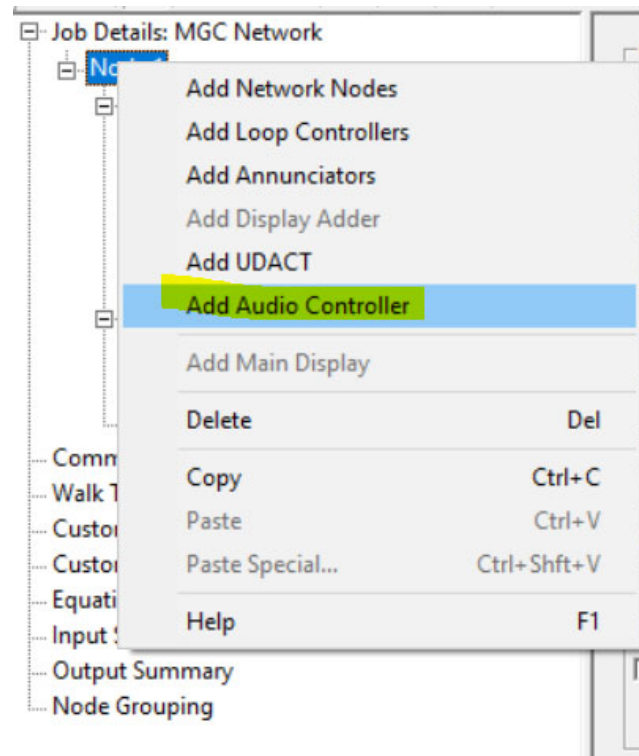 Job Details: MGC Network
Add Network Nodes
Add Loop Controllers
Add Annunciators
Add Display Adder
Add UDACT
Add Audio Controller
Add Main Display
Delete Del
Copy Ctrl+C
Paste Ctrl+V
Paste Special... Ctrl+Shft+V
Help F1
Walk
Output Summary
Node Grouping